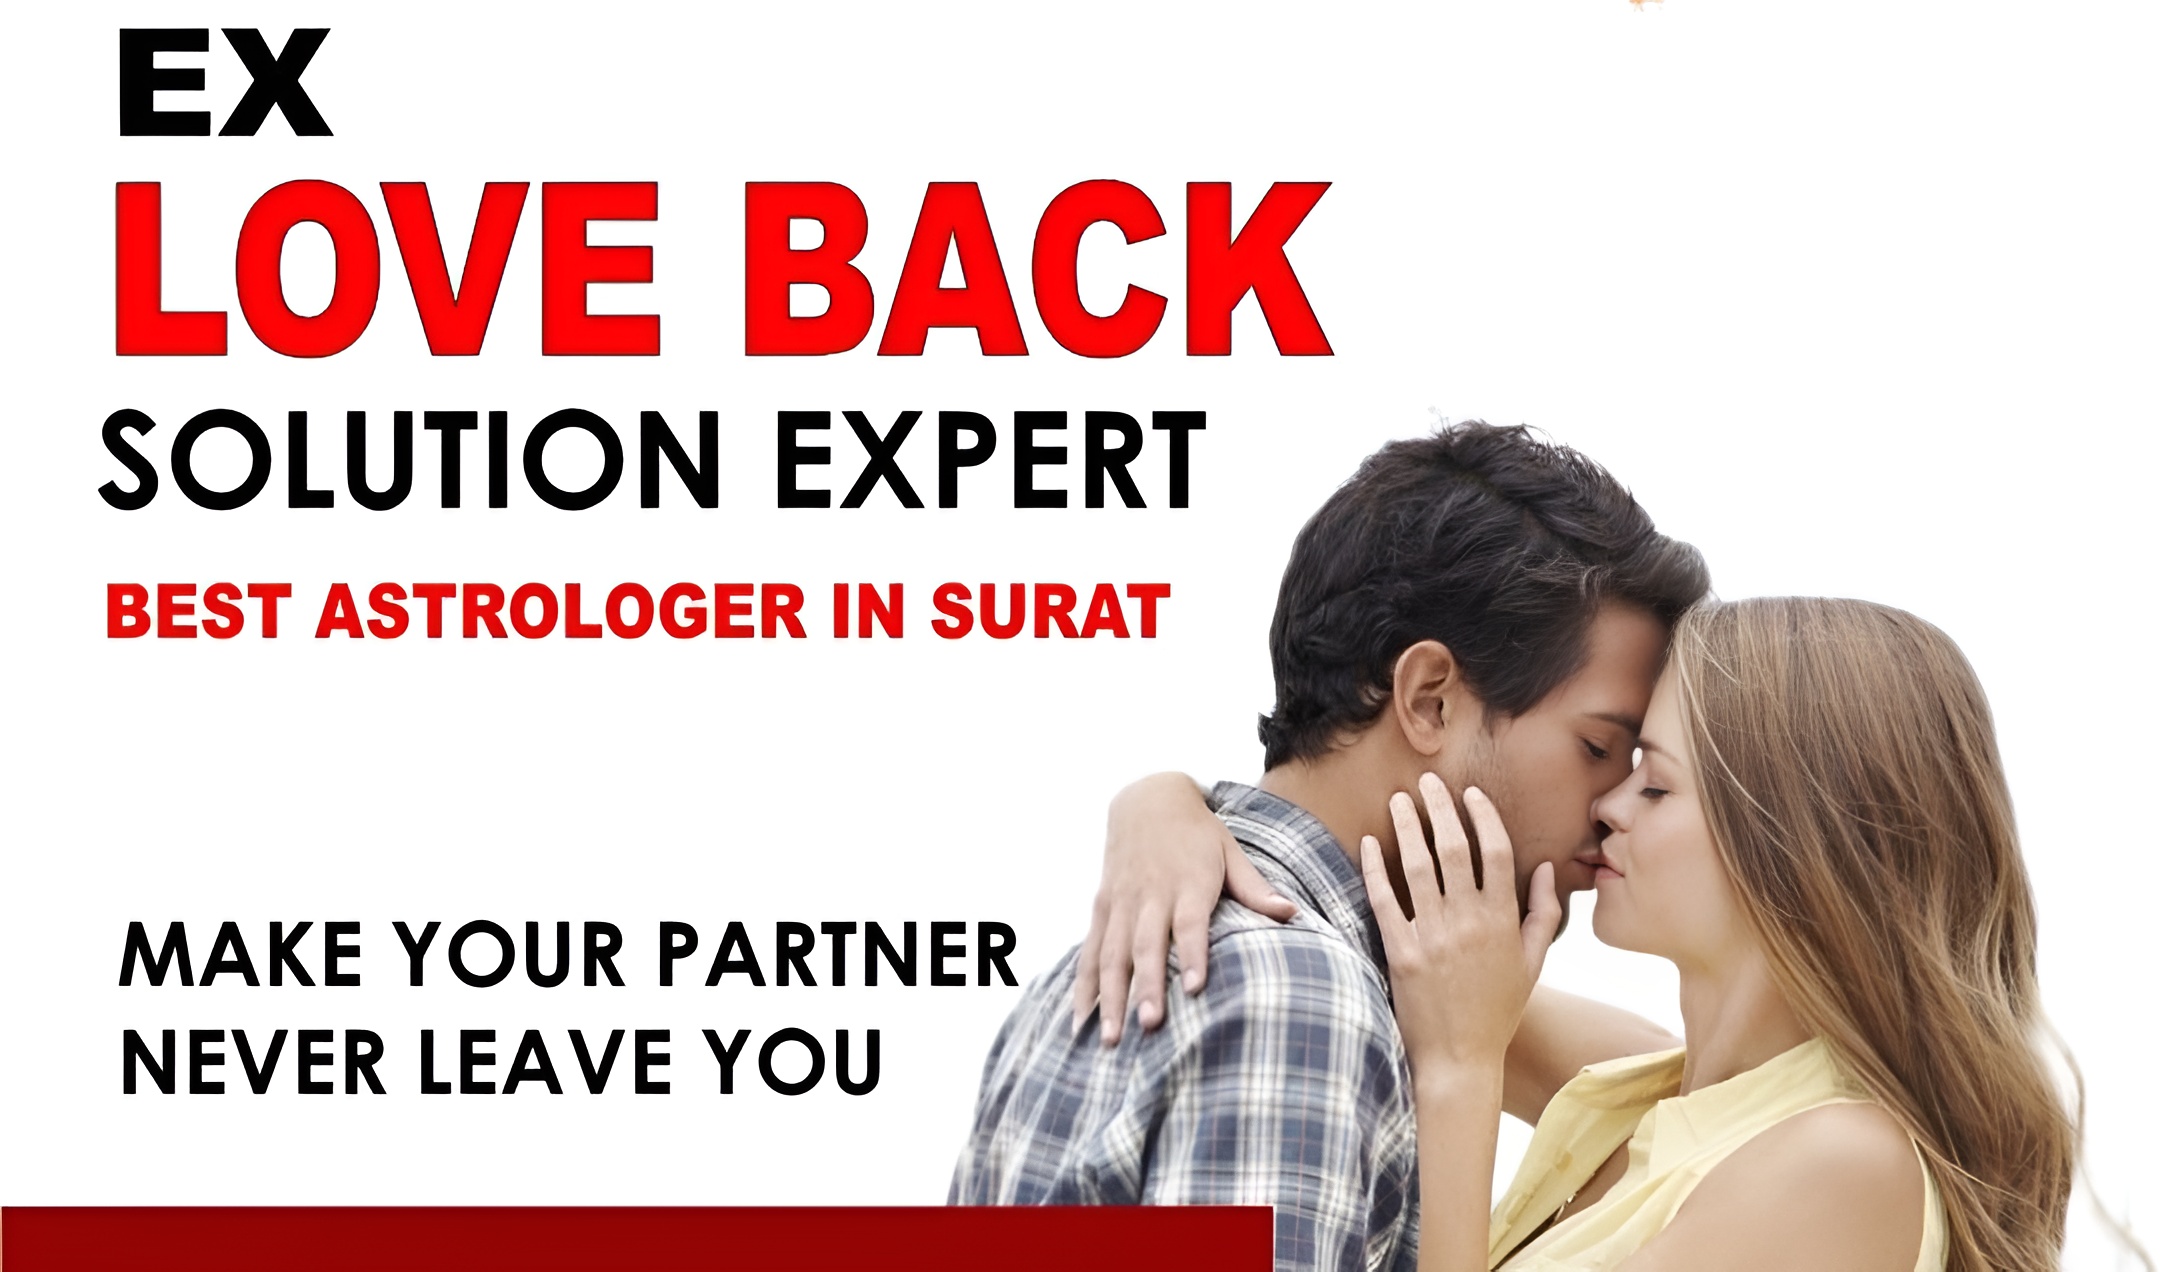 EX
LOVE BACK
SOLUTION EXPERT
BEST ASTROLOGER IN SURAT
MAKE YOUR PARTNER
NEVER LEAVE YOU